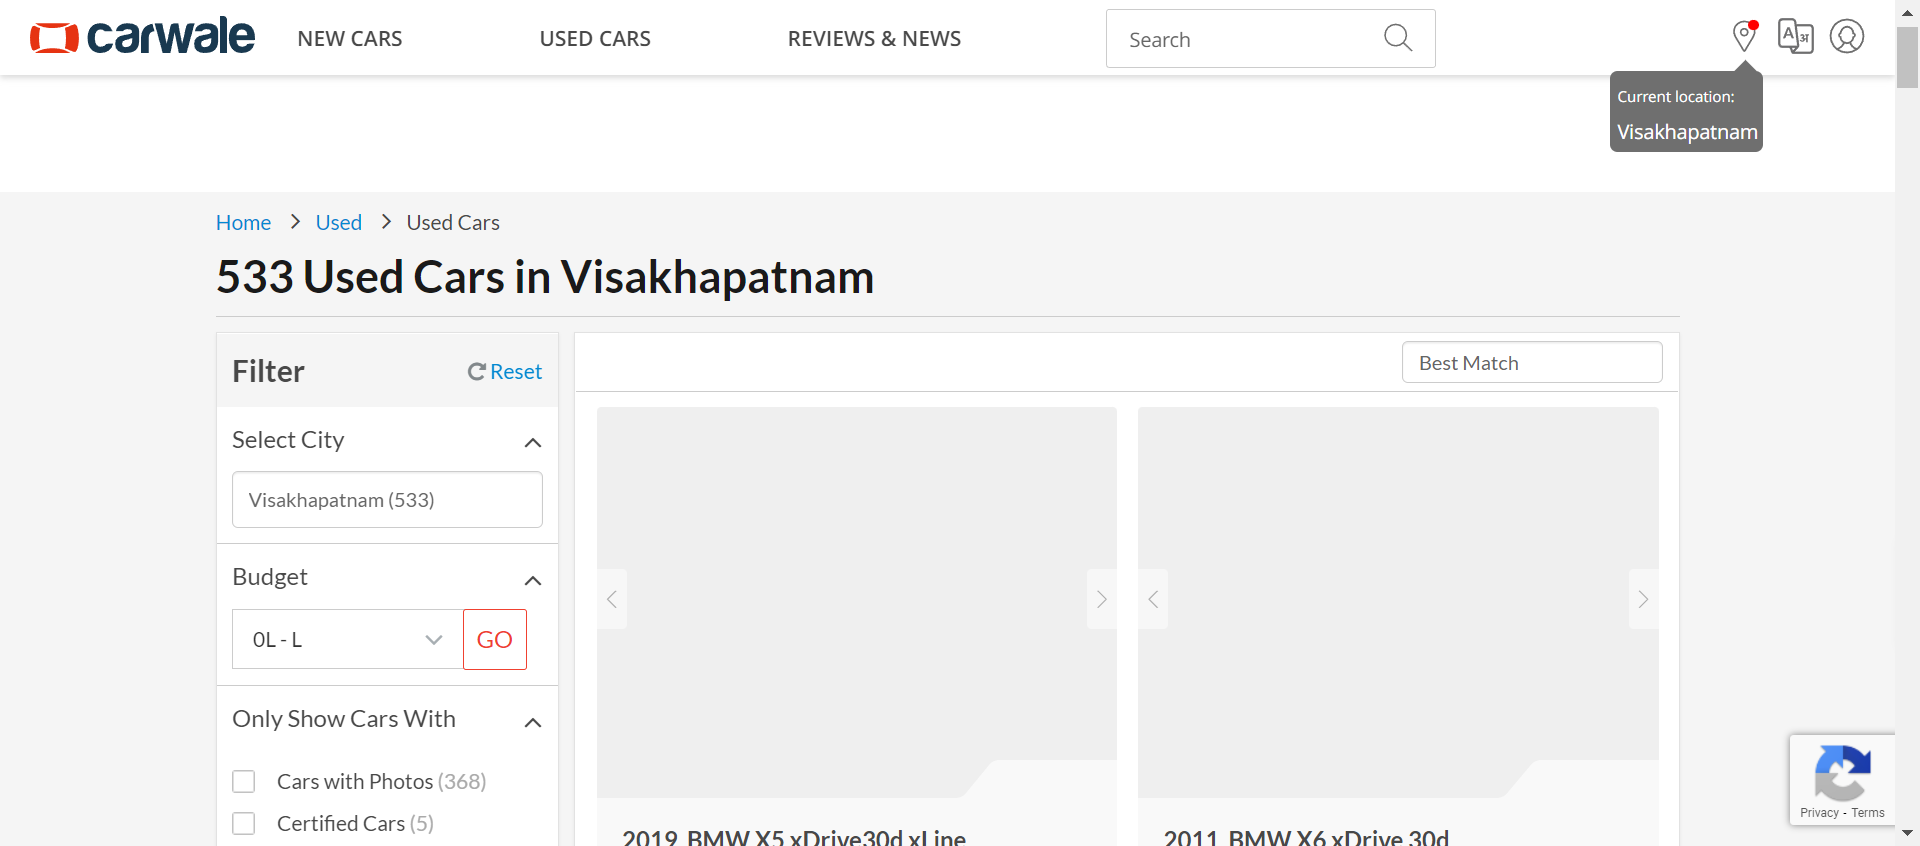 carwale NEW CARS USED CARS REVIEWS & NEWS Search
Current location:
Visakhapatnam
Home > Used > Used Cars
533 Used Cars in Visakhapatnam
Filter Reset
Best Match
Select City
Visakhapatnam (533)
Budget
0L - L GO
Only Show Cars With
Cars with Photos (368)
Certified Cars (5)
2019 BMW X5 xDrive30d xLine
2011 BMW X6 xDrive 30d
Privacy - Terms